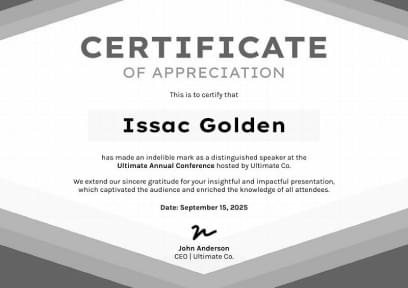 CERTIFICATE
OF APPRECIATION
This is to certify that
Issac Golden
has made an indelible mark as a distinguished speaker at the
Ultimate Annual Conference hosted by Ultimate Co.
We extend our sincere gratitude for your insightful and impactful presentation,
which captivated the audience and enriched the knowledge of all attendees.
Date: September 15, 2025
John Anderson
CEO | Ultimate Co.